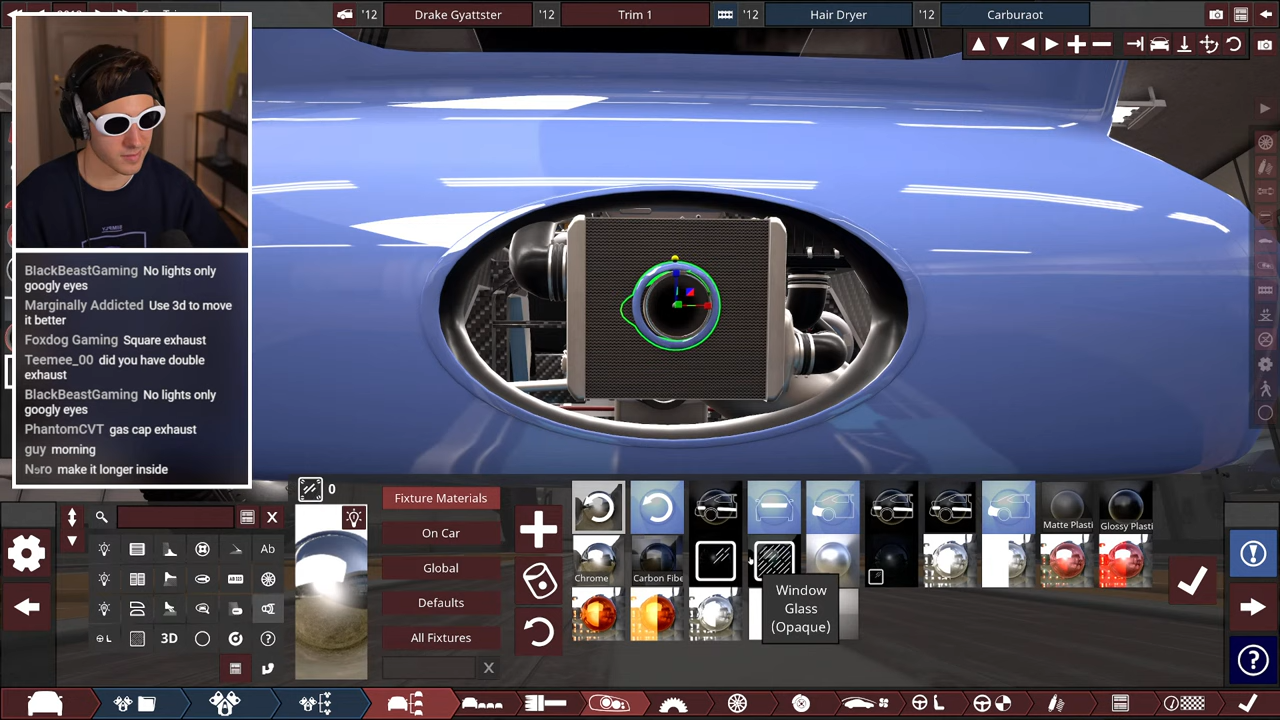 '12
Drake Gyattster
'12
Trim 1
'12
Hair Dryer
'12
Carburaot
BlackBeastGaming No lights only
googly eyes
Marginally Addicted Use 3d to move
it better
Foxdog Gaming Square exhaust
Teemee_00 did you have double
exhaust
BlackBeastGaming No lights only
googly eyes
PhantomCVT gas cap exhaust
guy morning
Nero make it longer inside
0
X
Ab
L
3D
?
Fixture Materials
On Car
Global
Defaults
All Fixtures
X
Matte Plasti
Glossy Plasti
Chrome
Carbon Fibe
Window
Glass
(Opaque)
?
L